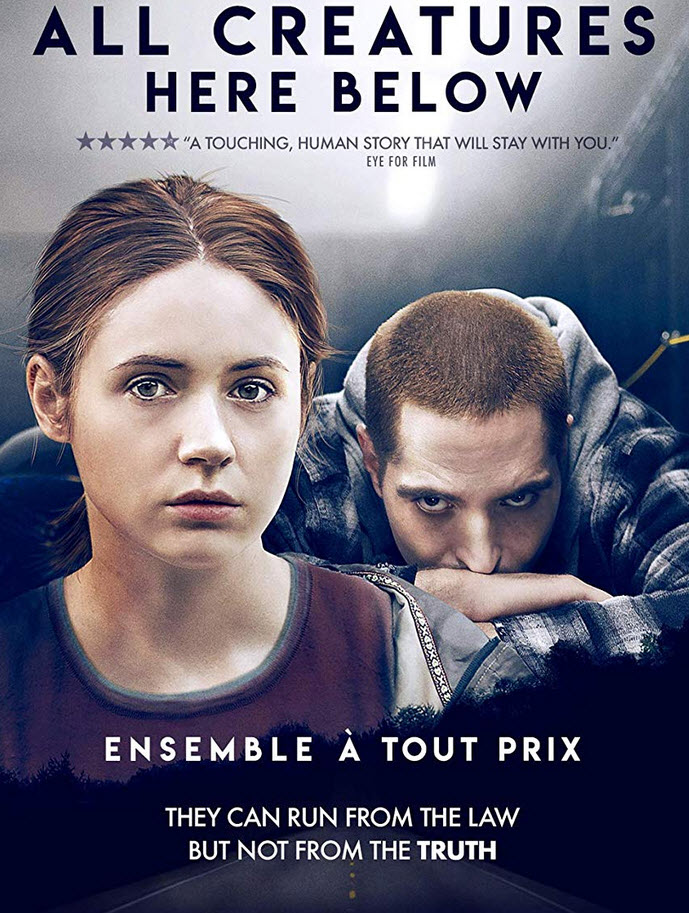 ALL CREATURES
HERE BELOW
★★★★★ “A TOUCHING, HUMAN STORY THAT WILL STAY WITH YOU.”
EYE FOR FILM
ENSEMBLE À TOUT PRIX
THEY CAN RUN FROM THE LAW
BUT NOT FROM THE TRUTH